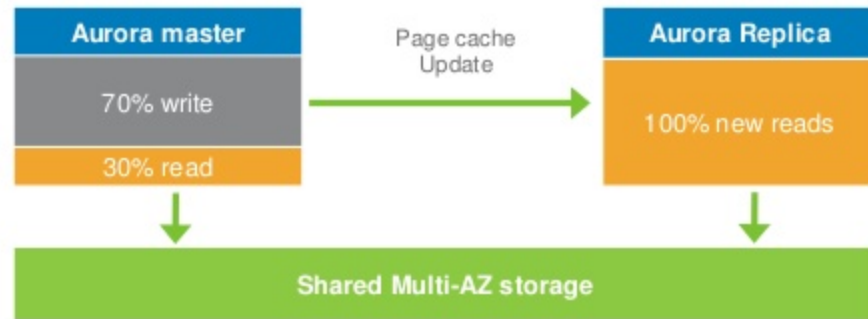 Aurora master
70% write
30% read
Page cache
Update
Aurora Replica
100% new reads
Shared Multi-AZ storage